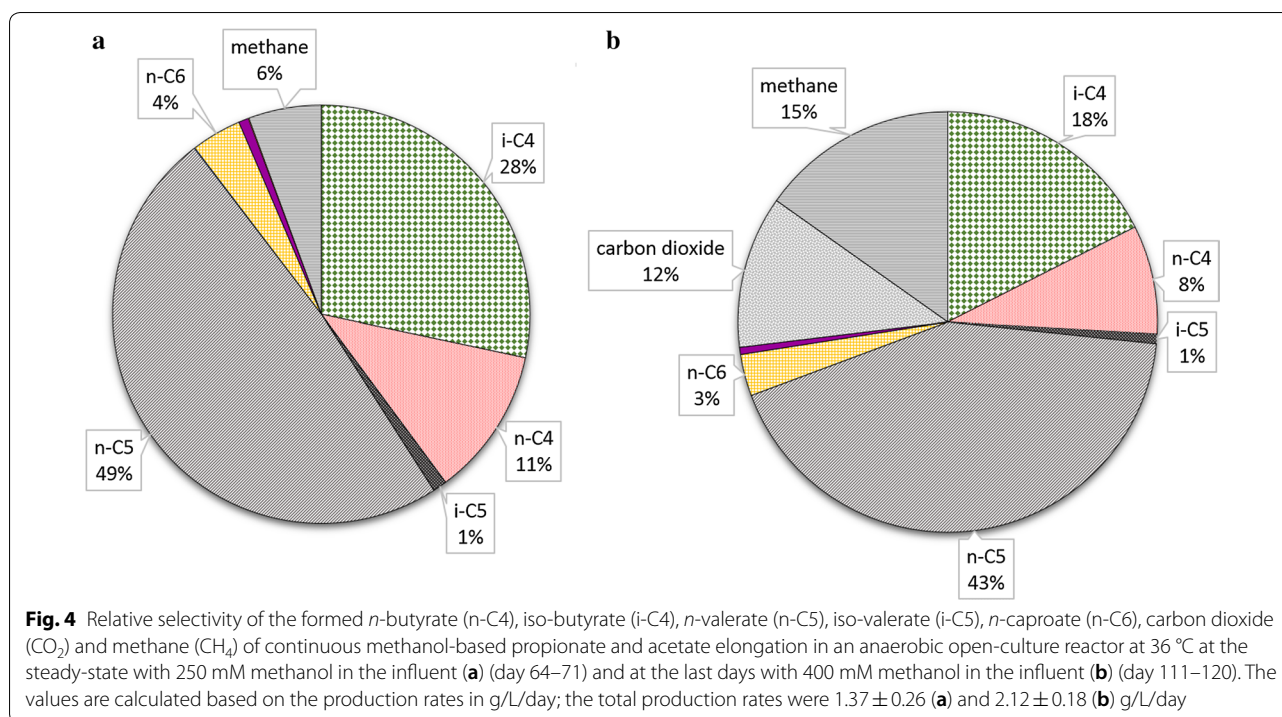 a
methane
6%
n-C6
4%
i-C4
28%
n-C4
11%
i-C5
1%
n-C5
49%
b
methane
15%
i-C4
18%
carbon dioxide
12%
n-C4
8%
i-C5
1%
n-C6
3%
n-C5
43%
Fig. 4 Relative selectivity of the formed n-butyrate (n-C4), iso-butyrate (i-C4), n-valerate (n-C5), iso-valerate (i-C5), n-caproate (n-C6), carbon dioxide
(CO₂) and methane (CH₄) of continuous methanol-based propionate and acetate elongation in an anaerobic open-culture reactor at 36 °C at the
steady-state with 250 mM methanol in the influent (a) (day 64–71) and at the last days with 400 mM methanol in the influent (b) (day 111–120). The
values are calculated based on the production rates in g/L/day; the total production rates were 1.37 ± 0.26 (a) and 2.12 ± 0.18 (b) g/L/day